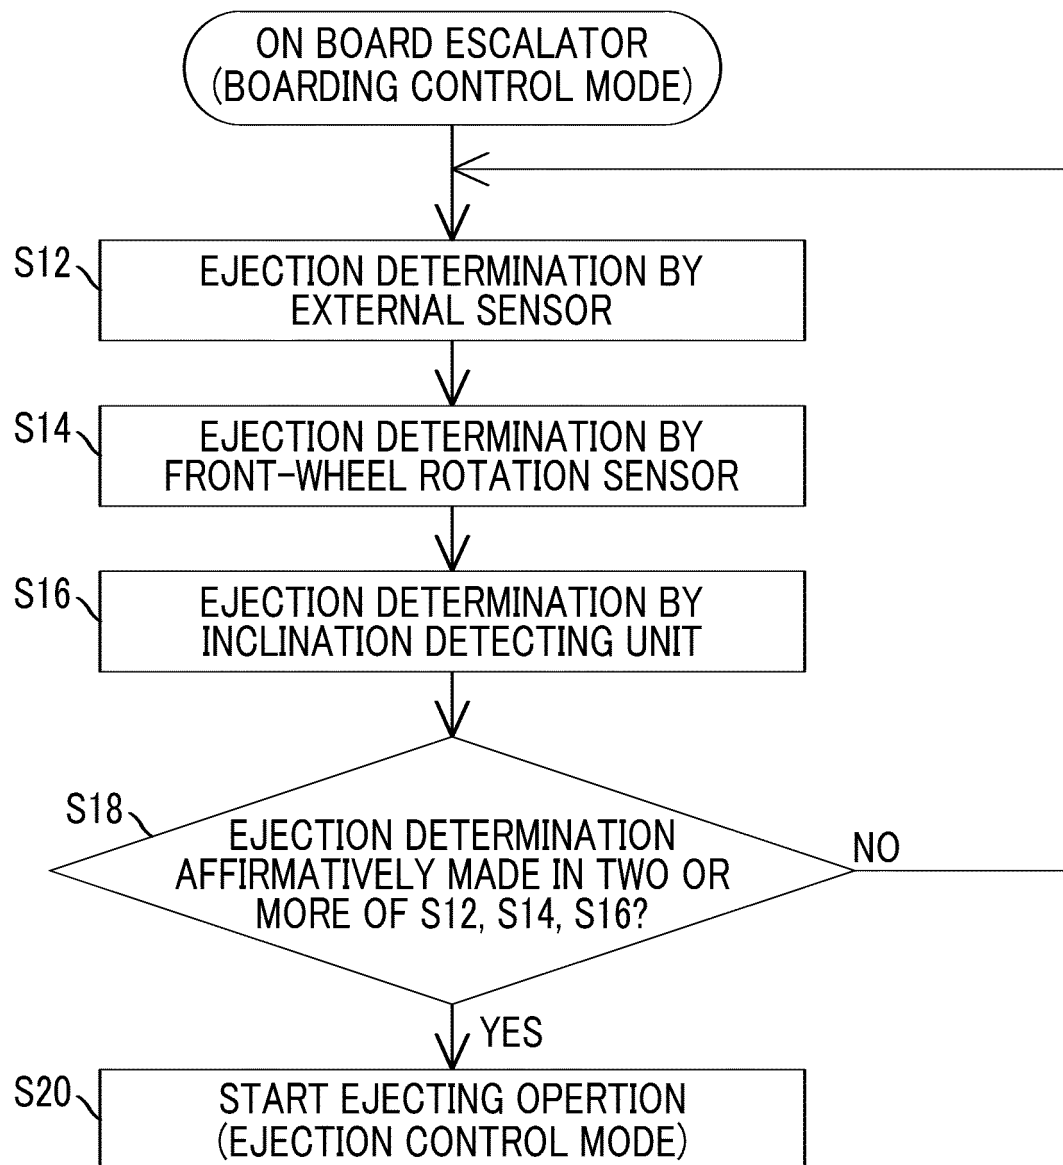 ON BOARD ESCALATOR
(BOARDING CONTROL MODE)
S12
EJECTION DETERMINATION BY
EXTERNAL SENSOR
S14
EJECTION DETERMINATION BY
FRONT-WHEEL ROTATION SENSOR
S16
EJECTION DETERMINATION BY
INCLINATION DETECTING UNIT
S18
EJECTION DETERMINATION
AFFIRMATIVELY MADE IN TWO OR
MORE OF S12, S14, S16?
NO
YES
S20
START EJECTING OPERTION
(EJECTION CONTROL MODE)